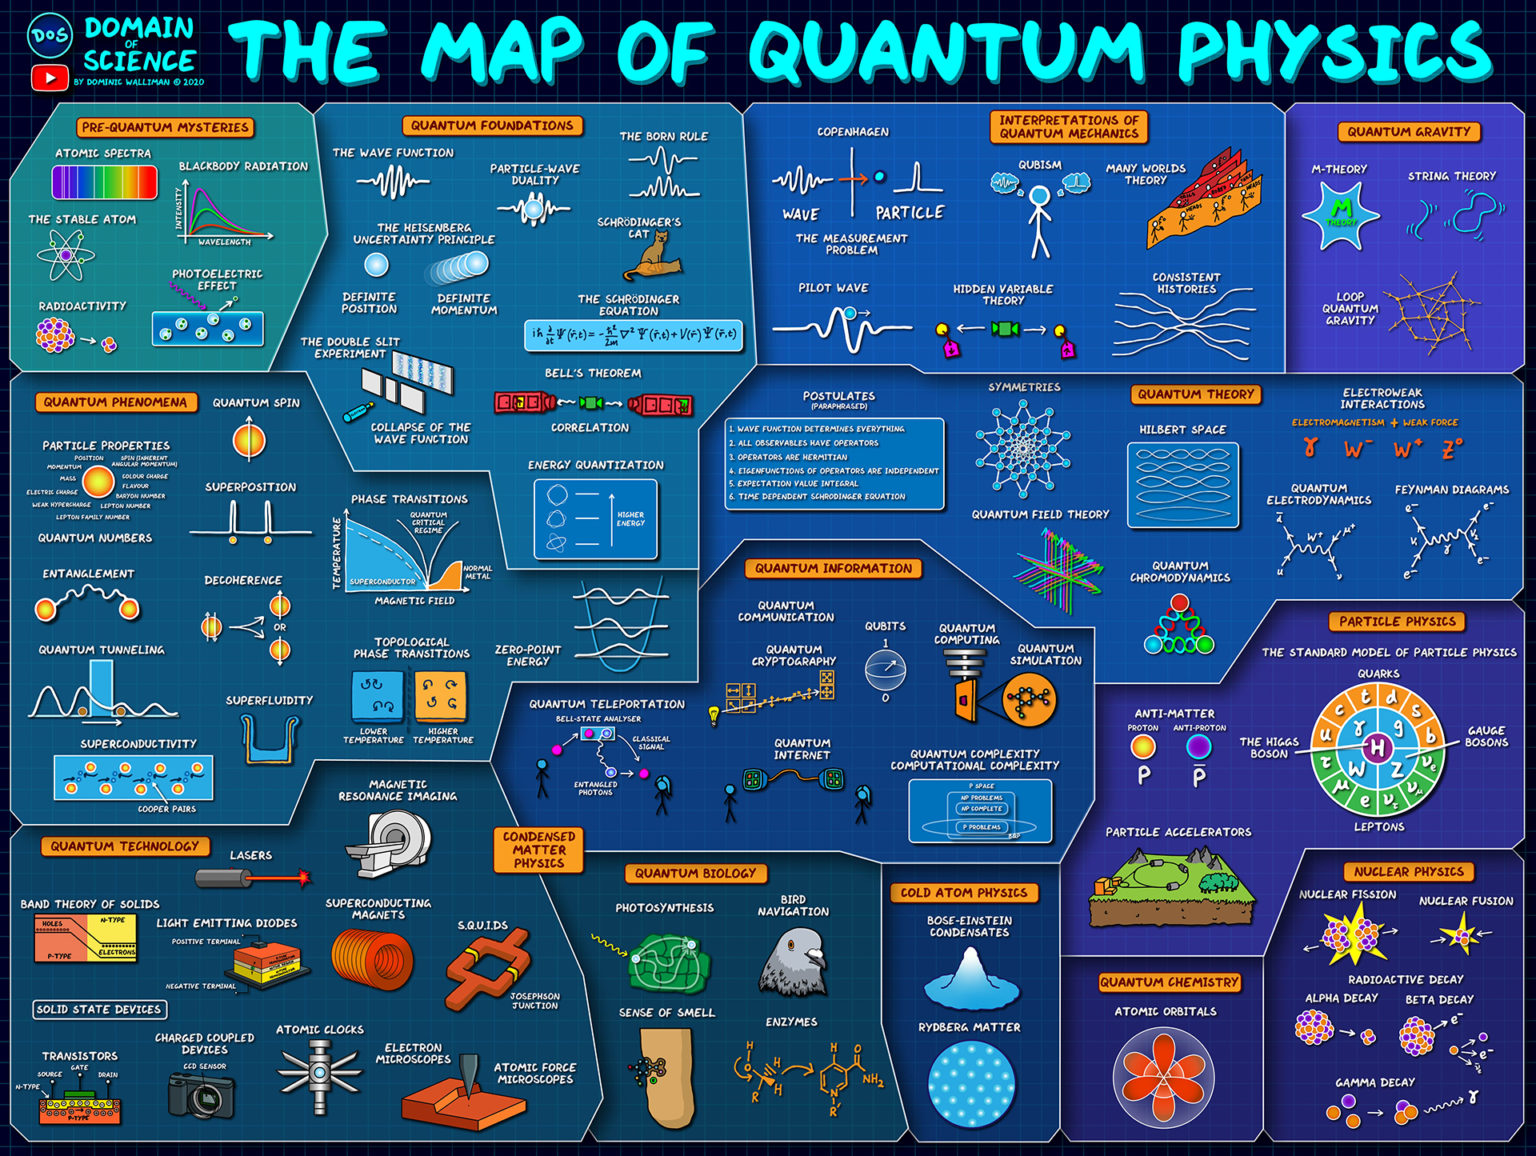 DOS
DOMAIN
OF
SCIENCE
BY DOMINIC WALLIMAN © 2020
THE MAP OF QUANTUM PHYSICS
PRE-QUANTUM MYSTERIES
ATOMIC SPECTRA
BLACKBODY RADIATION
INTENSITY
WAVELENGTH
THE STABLE ATOM
PHOTOELECTRIC
EFFECT
RADIOACTIVITY
QUANTUM FOUNDATIONS
THE WAVE FUNCTION
PARTICLE-WAVE
DUALITY
THE BORN RULE
THE HEISENBERG
UNCERTAINTY PRINCIPLE
DEFINITE
POSITION
DEFINITE
MOMENTUM
SCHRÖDINGER'S
CAT
THE SCHRÖDINGER
EQUATION
iħ ∂/∂t Ψ(r̄,t) = -ħ²/2m ∇² Ψ(r̄,t) + V(r̄) Ψ(r̄,t)
THE DOUBLE SLIT
EXPERIMENT
COLLAPSE OF THE
WAVE FUNCTION
BELL'S THEOREM
CORRELATION
ENERGY QUANTIZATION
HIGHER
ENERGY
INTERPRETATIONS OF
QUANTUM MECHANICS
COPENHAGEN
WAVE
PARTICLE
THE MEASUREMENT
PROBLEM
QUBISM
MANY WORLDS
THEORY
PILOT WAVE
HIDDEN VARIABLE
THEORY
CONSISTENT
HISTORIES
QUANTUM GRAVITY
M-THEORY
M
THEORY
STRING THEORY
LOOP
QUANTUM
GRAVITY
QUANTUM PHENOMENA
QUANTUM SPIN
PARTICLE PROPERTIES
POSITION
MOMENTUM
SPIN (INHERENT
ANGULAR MOMENTUM)
MASS
COLOUR CHARGE
FLAVOUR
ELECTRIC CHARGE
BARYON NUMBER
WEAK HYPERCHARGE
LEPTON NUMBER
LEPTON FAMILY NUMBER
QUANTUM NUMBERS
SUPERPOSITION
ENTANGLEMENT
DECOHERENCE
OR
QUANTUM TUNNELING
SUPERFLUIDITY
SUPERCONDUCTIVITY
COOPER PAIRS
PHASE TRANSITIONS
TEMPERATURE
QUANTUM
CRITICAL
REGIME
SUPERCONDUCTOR
NORMAL
METAL
MAGNETIC FIELD
TOPOLOGICAL
PHASE TRANSITIONS
LOWER
TEMPERATURE
HIGHER
TEMPERATURE
ZERO-POINT
ENERGY
QUANTUM THEORY
POSTULATES
(PARAPHRASED)
1. WAVE FUNCTION DETERMINES EVERYTHING
2. ALL OBSERVABLES HAVE OPERATORS
3. OPERATORS ARE HERMITIAN
4. EIGENFUNCTIONS OF OPERATORS ARE INDEPENDENT
5. EXPECTATION VALUE INTEGRAL
6. TIME DEPENDENT SCHRODINGER EQUATION
SYMMETRIES
QUANTUM FIELD THEORY
HILBERT SPACE
ELECTROWEAK
INTERACTIONS
ELECTROMAGNETISM + WEAK FORCE
γ W⁻ W⁺ Z⁰
QUANTUM
ELECTRODYNAMICS
W⁺
μ⁺
u
ν
FEYNMAN DIAGRAMS
e⁻
e⁻
γ
e⁻
e⁻
QUANTUM
CHROMODYNAMICS
QUANTUM INFORMATION
QUANTUM
COMMUNICATION
QUANTUM
CRYPTOGRAPHY
QUBITS
1
0
QUANTUM
COMPUTING
QUANTUM
SIMULATION
QUANTUM TELEPORTATION
BELL-STATE ANALYSER
CLASSICAL
SIGNAL
ENTANGLED
PHOTONS
QUANTUM
INTERNET
QUANTUM COMPLEXITY
COMPUTATIONAL COMPLEXITY
P SPACE
NP PROBLEMS
NP COMPLETE
P PROBLEMS
BQP
PARTICLE PHYSICS
THE STANDARD MODEL OF PARTICLE PHYSICS
QUARKS
GAUGE
BOSONS
THE HIGGS
BOSON
LEPTONS
u c t d s b
γ g W Z
H
τ μ e ν ν ν
ANTI-MATTER
PROTON
ANTI-PROTON
p
p̄
PARTICLE ACCELERATORS
QUANTUM TECHNOLOGY
LASERS
MAGNETIC
RESONANCE IMAGING
BAND THEORY OF SOLIDS
HOLES
N-TYPE
P-TYPE
ELECTRONS
LIGHT EMITTING DIODES
POSITIVE TERMINAL
NEGATIVE TERMINAL
SUPERCONDUCTING
MAGNETS
S.Q.U.I.DS
JOSEPHSON
JUNCTION
SOLID STATE DEVICES
TRANSISTORS
SOURCE
GATE
DRAIN
N-TYPE
P-TYPE
CHARGED COUPLED
DEVICES
CCD SENSOR
ATOMIC CLOCKS
ELECTRON
MICROSCOPES
ATOMIC FORCE
MICROSCOPES
CONDENSED
MATTER
PHYSICS
QUANTUM BIOLOGY
PHOTOSYNTHESIS
BIRD
NAVIGATION
SENSE OF SMELL
ENZYMES
H
O
H
H
R
H
O
NH₂
N
R'
COLD ATOM PHYSICS
BOSE-EINSTEIN
CONDENSATES
RYDBERG MATTER
QUANTUM CHEMISTRY
ATOMIC ORBITALS
NUCLEAR PHYSICS
NUCLEAR FISSION
NUCLEAR FUSION
RADIOACTIVE DECAY
ALPHA DECAY
BETA DECAY
e⁻
e⁻
GAMMA DECAY
γ